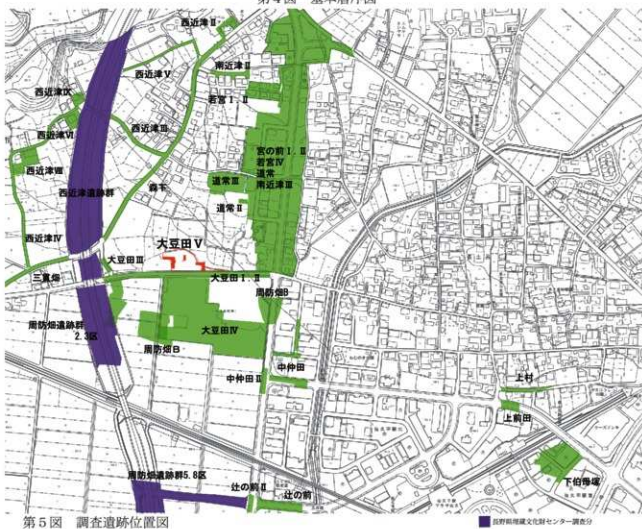 第4図 基本層序図
西近津Ⅱ
南近津Ⅱ
西近津Ⅴ
西近津Ⅸ
若宮Ⅰ.Ⅱ
西近津Ⅵ
西近津Ⅲ
宮の前Ⅰ.Ⅱ
若宮Ⅳ
道常
南近津Ⅲ
西近津Ⅷ
西近津遺跡群
森下
道常Ⅲ
道常Ⅱ
西近津Ⅳ
大豆田Ⅴ
大豆田Ⅲ
三貫畑
大豆田Ⅰ.Ⅱ
周防畑B
周防畑遺跡群
2.3区
大豆田Ⅳ
周防畑B
中仲田
中仲田Ⅱ
上村
上前田
周防畑遺跡群5.8区
下伯母塚
辻の前Ⅱ
辻の前
第5図 調査遺跡位置図
長野県埋蔵文化財センター調査分